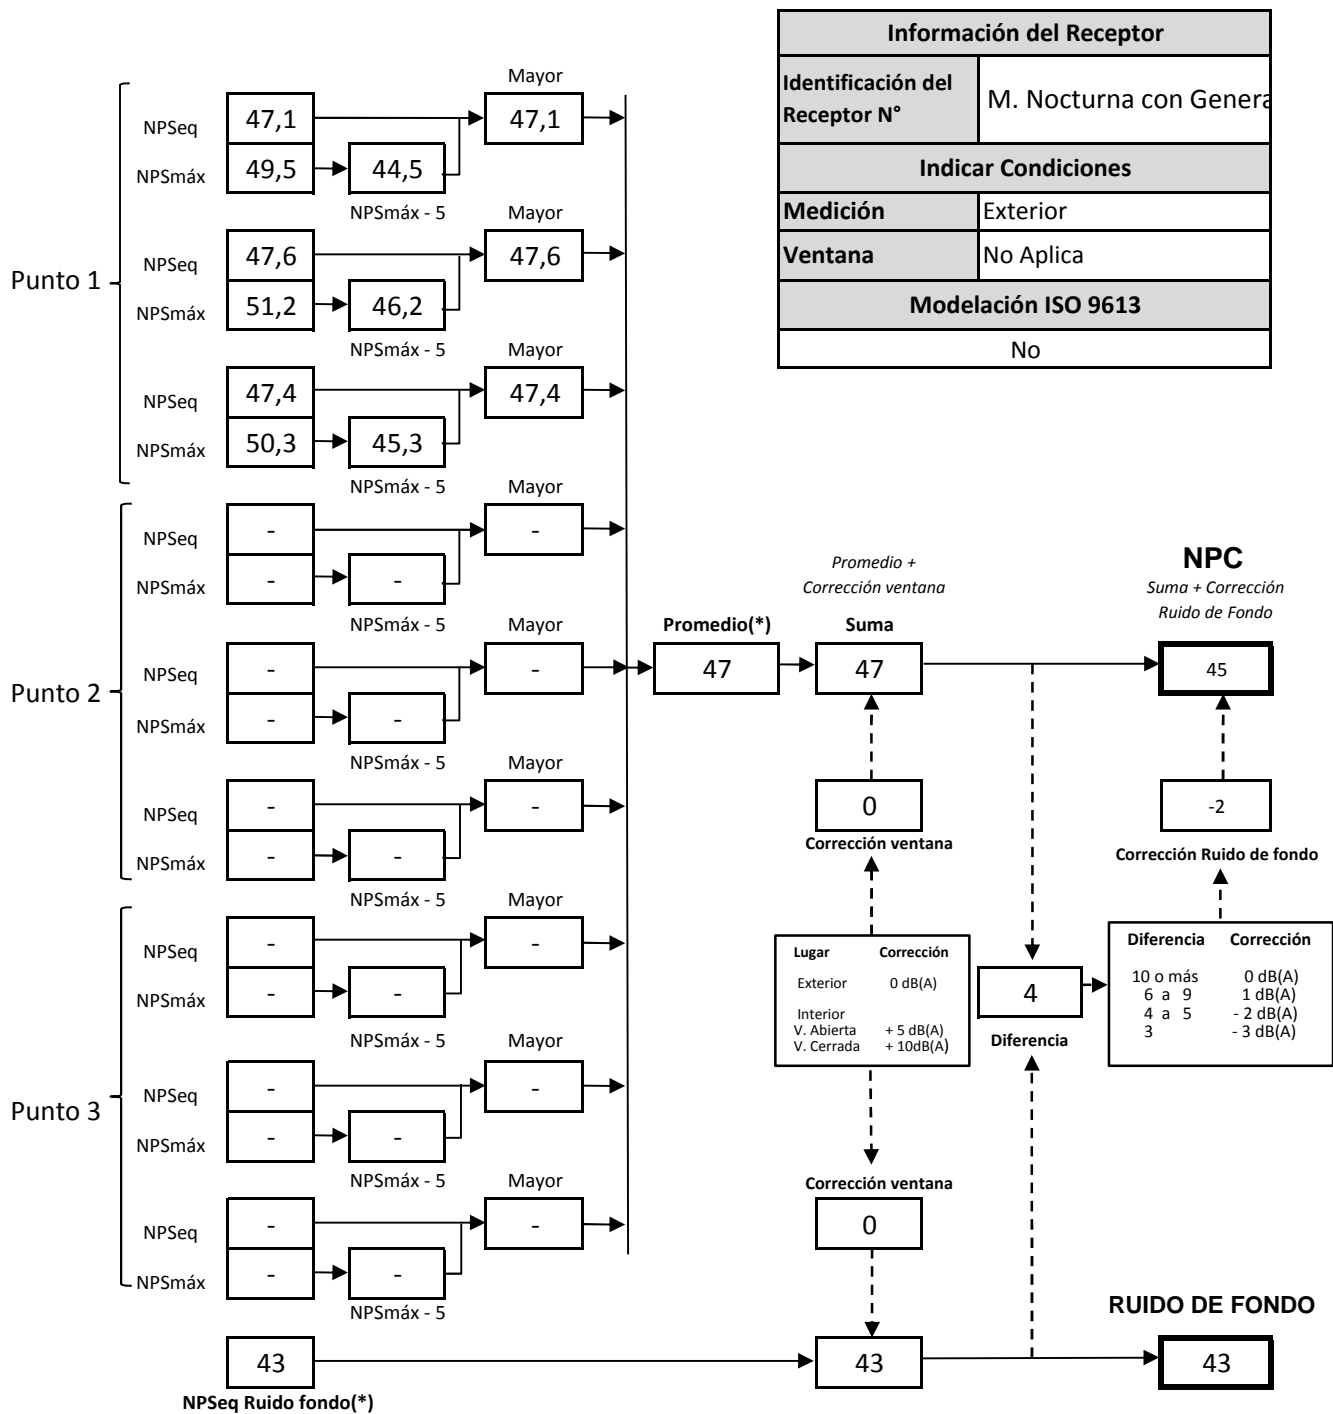 Información del Receptor
Identificación del Receptor N°
M. Nocturna con Genera
Indicar Condiciones
Medición
Exterior
Ventana
No Aplica
Modelación ISO 9613
No
Punto 1
Mayor
NPSeq
47,1
47,1
NPSmáx
49,5
44,5
NPSmáx - 5
Mayor
NPSeq
47,6
47,6
NPSmáx
51,2
46,2
NPSmáx - 5
Mayor
NPSeq
47,4
47,4
NPSmáx
50,3
45,3
NPSmáx - 5
Punto 2
Mayor
NPSeq
-
-
NPSmáx
-
-
NPSmáx - 5
Mayor
NPSeq
-
-
NPSmáx
-
-
NPSmáx - 5
Mayor
NPSeq
-
-
NPSmáx
-
-
NPSmáx - 5
Punto 3
Mayor
NPSeq
-
-
NPSmáx
-
-
NPSmáx - 5
Mayor
NPSeq
-
-
NPSmáx
-
-
NPSmáx - 5
Mayor
NPSeq
-
-
NPSmáx
-
-
NPSmáx - 5
43
NPSeq Ruido fondo(*)
Promedio(*)
47
Promedio +
Corrección ventana
Suma
47
0
Corrección ventana
Lugar Corrección
Exterior 0 dB(A)
Interior
V. Abierta + 5 dB(A)
V. Cerrada + 10dB(A)
Corrección ventana
0
43
4
Diferencia
NPC
Suma + Corrección
Ruido de Fondo
45
-2
Corrección Ruido de fondo
Diferencia Corrección
10 o más 0 dB(A)
6 a 9 1 dB(A)
4 a 5 - 2 dB(A)
3 - 3 dB(A)
RUIDO DE FONDO
43